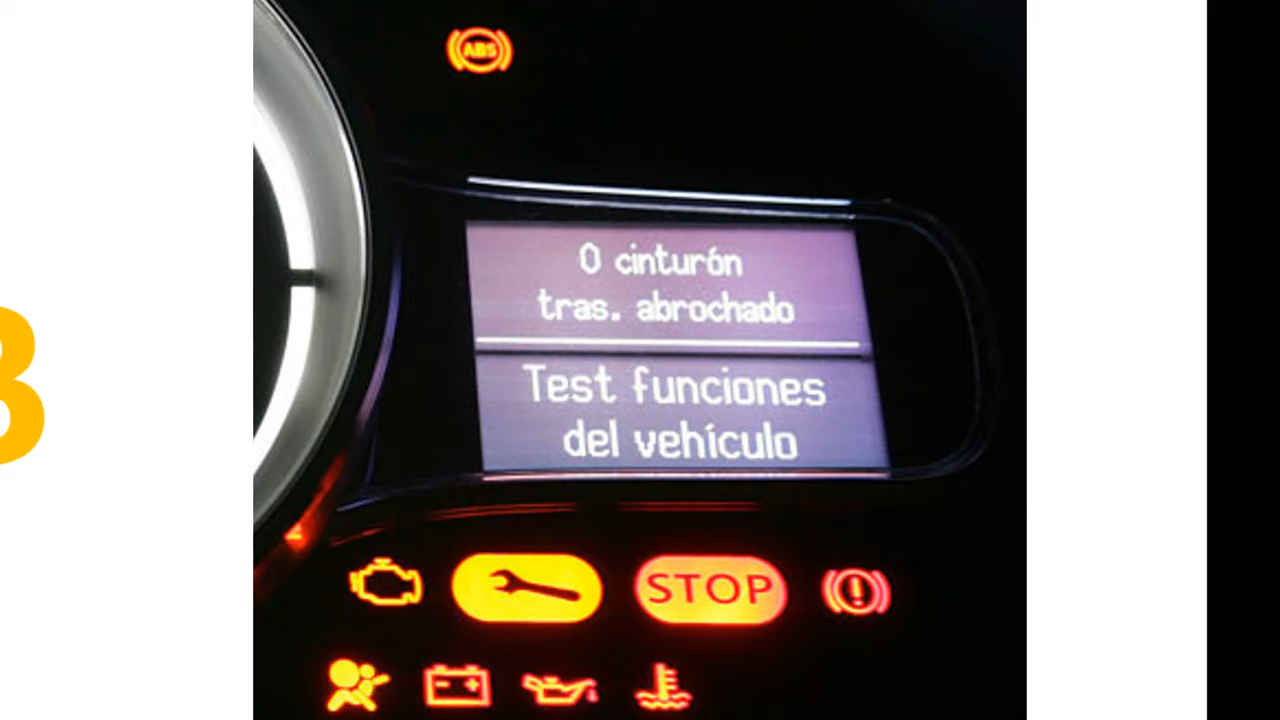 ABS
0 cinturón
tras. abrochado
Test funciones
del vehículo
STOP